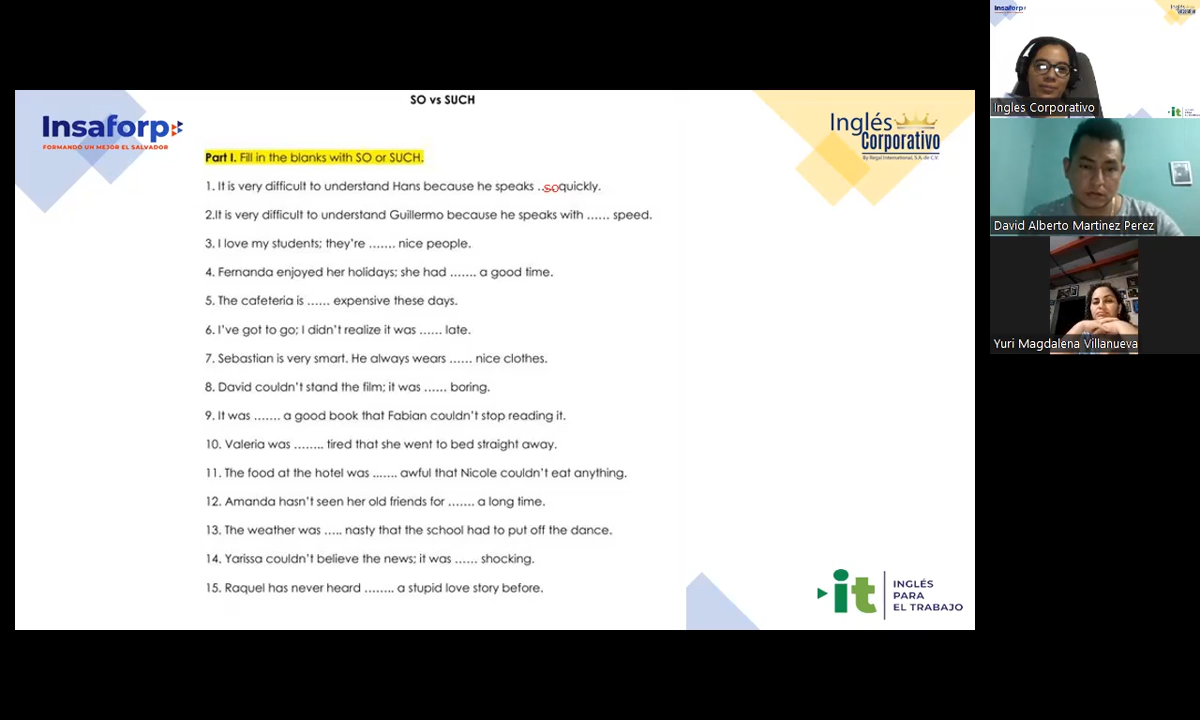 SO vs SUCH
Insaforp
FORMANDO UN MEJOR EL SALVADOR
Inglés
Corporativo
By Regal International, S.A. de C.V.
Part I. Fill in the blanks with SO or SUCH.
1. It is very difficult to understand Hans because he speaks ..so quickly.
2.It is very difficult to understand Guillermo because he speaks with ...... speed.
3. I love my students; they're ....... nice people.
4. Fernanda enjoyed her holidays; she had ....... a good time.
5. The cafeteria is ...... expensive these days.
6. I've got to go; I didn't realize it was ...... late.
7. Sebastian is very smart. He always wears ...... nice clothes.
8. David couldn't stand the film; it was ...... boring.
9. It was ....... a good book that Fabian couldn't stop reading it.
10. Valeria was ........ tired that she went to bed straight away.
11. The food at the hotel was ....... awful that Nicole couldn't eat anything.
12. Amanda hasn't seen her old friends for ....... a long time.
13. The weather was ..... nasty that the school had to put off the dance.
14. Yarissa couldn't believe the news; it was ...... shocking.
15. Raquel has never heard ........ a stupid love story before.
it
INGLÉS
PARA
EL TRABAJO
Insaforp
Ingles Corporativo
David Alberto Martinez Perez
Yuri Magdalena Villanueva